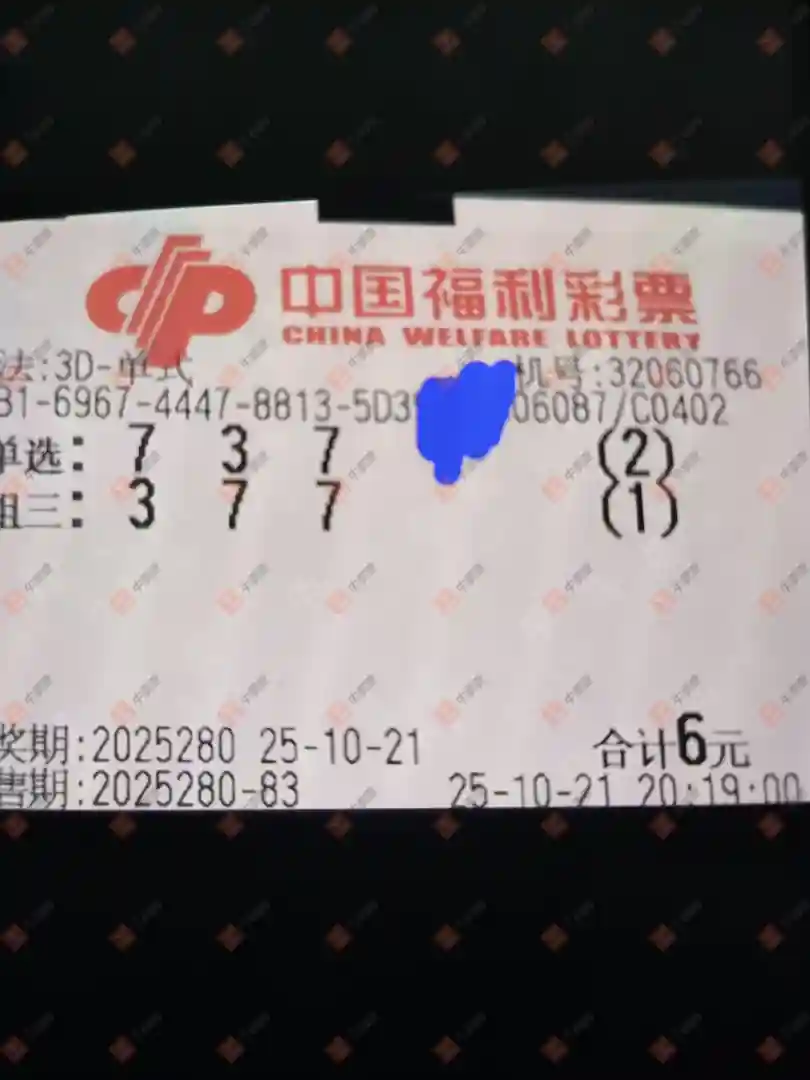 中国福利彩票
CHINA WELFARE LOTTERY
法:3D-单式 机号:32060766
31-6967-4447-8813-5D3 06087/C0402
单选: 7 3 7 (2)
组三: 3 7 7 (1)
奖期:2025280 25-10-21 合计6元
售期:2025280-83 25-10-21 20:19:00